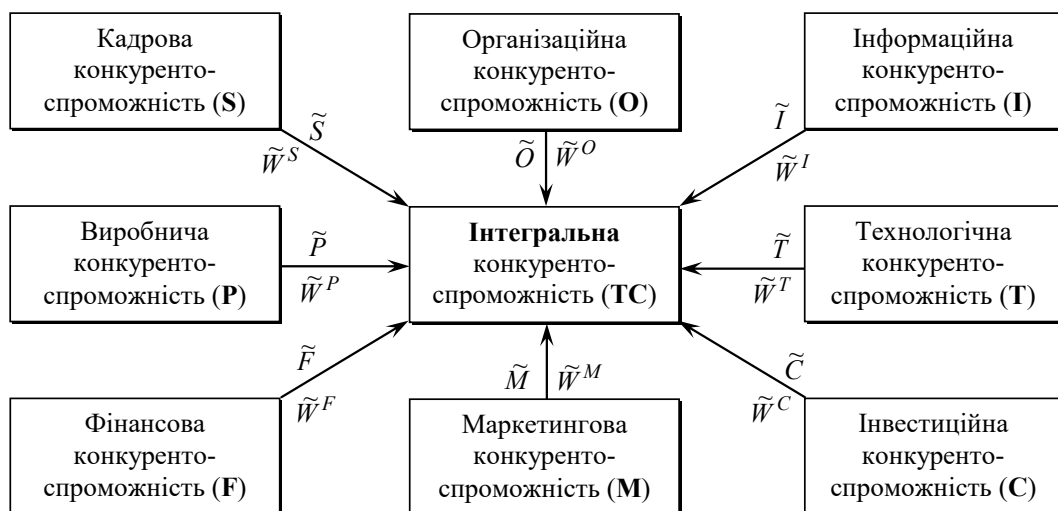 Кадрова
конкуренто-
спроможність (S)
Організаційна
конкуренто-
спроможність (O)
Інформаційна
конкуренто-
спроможність (I)
S̃
W̃ᔆ
Õ
W̃ᴼ
Ĩ
W̃ᴵ
Виробнича
конкуренто-
спроможність (P)
P̃
W̃ᴾ
Інтегральна
конкуренто-
спроможність (TC)
T̃
W̃ᵀ
Технологічна
конкуренто-
спроможність (T)
F̃
W̃ᶠ
M̃
W̃ᴹ
C̃
W̃ᶜ
Фінансова
конкуренто-
спроможність (F)
Маркетингова
конкуренто-
спроможність (M)
Інвестиційна
конкуренто-
спроможність (C)